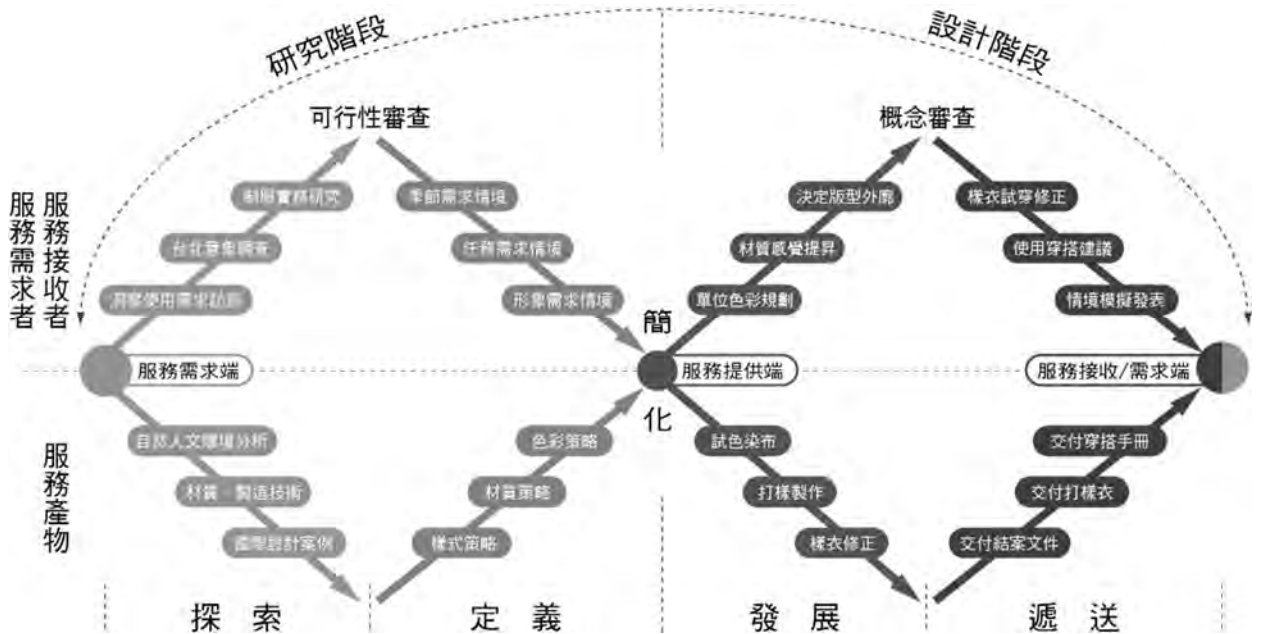 研究階段
設計階段
可行性審查
概念審查
制服實務研究
季節需求情境
決定版型外廓
樣衣試穿修正
台北意象調查
任務需求情境
材質感覺提昇
使用穿搭建議
洞察使用需求
形象需求情境
單位色彩規劃
情境模擬發表
服務需求者
服務接收者
簡化
服務需求端
服務提供端
服務接收/需求端
自然人文環境分析
色彩策略
試色染布
交付穿搭手冊
服務產物
材質、製造技術
材質策略
打樣製作
交付打樣衣
國際設計案例
樣式策略
樣衣修正
交付結案文件
探索
定義
發展
遞送